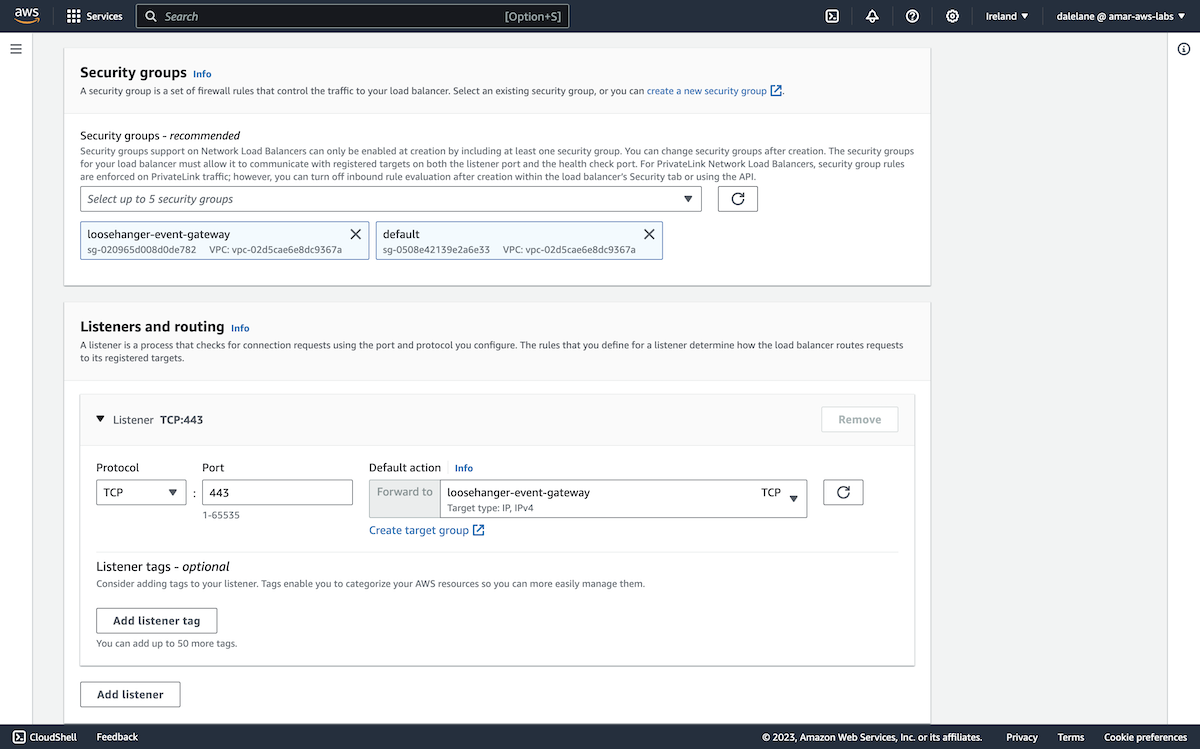 aws
Services
Search
[Option+S]
Ireland
dalelane @ amar-aws-labs
Security groups Info
A security group is a set of firewall rules that control the traffic to your load balancer. Select an existing security group, or you can create a new security group.
Security groups - recommended
Security groups support on Network Load Balancers can only be enabled at creation by including at least one security group. You can change security groups after creation. The security groups
for your load balancer must allow it to communicate with registered targets on both the listener port and the health check port. For PrivateLink Network Load Balancers, security group rules
are enforced on PrivateLink traffic; however, you can turn off inbound rule evaluation after creation within the load balancer's Security tab or using the API.
Select up to 5 security groups
loosehanger-event-gateway
sg-020965d008d0de782 VPC: vpc-02d5cae6e8dc9367a
default
sg-0508e42139e2a6e33 VPC: vpc-02d5cae6e8dc9367a
Listeners and routing Info
A listener is a process that checks for connection requests using the port and protocol you configure. The rules that you define for a listener determine how the load balancer routes requests
to its registered targets.
Listener TCP:443
Remove
Protocol
Port
Default action Info
TCP
:
443
1-65535
Forward to
loosehanger-event-gateway
TCP
Target type: IP, IPv4
Create target group
Listener tags - optional
Consider adding tags to your listener. Tags enable you to categorize your AWS resources so you can more easily manage them.
Add listener tag
You can add up to 50 more tags.
Add listener
CloudShell
Feedback
© 2023, Amazon Web Services, Inc. or its affiliates.
Privacy
Terms
Cookie preferences